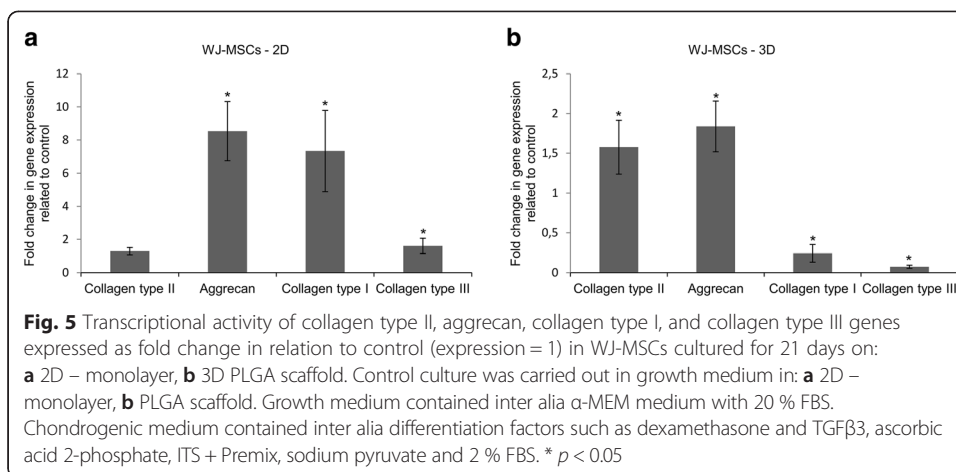 a
WJ-MSCs - 2D
Fold change in gene expression
related to control
12
10
8
6
4
2
0
*
*
*
Collagen type II Aggrecan Collagen type I Collagen type III
b
WJ-MSCs - 3D
Fold change in gene expression
related to control
2,5
2
1,5
1
0,5
0
*
*
*
*
Collagen type II Aggrecan Collagen type I Collagen type III
Fig. 5 Transcriptional activity of collagen type II, aggrecan, collagen type I, and collagen type III genes
expressed as fold change in relation to control (expression = 1) in WJ-MSCs cultured for 21 days on:
a 2D – monolayer, b 3D PLGA scaffold. Control culture was carried out in growth medium in: a 2D –
monolayer, b PLGA scaffold. Growth medium contained inter alia α-MEM medium with 20 % FBS.
Chondrogenic medium contained inter alia differentiation factors such as dexamethasone and TGFβ3, ascorbic
acid 2-phosphate, ITS + Premix, sodium pyruvate and 2 % FBS. * p < 0.05